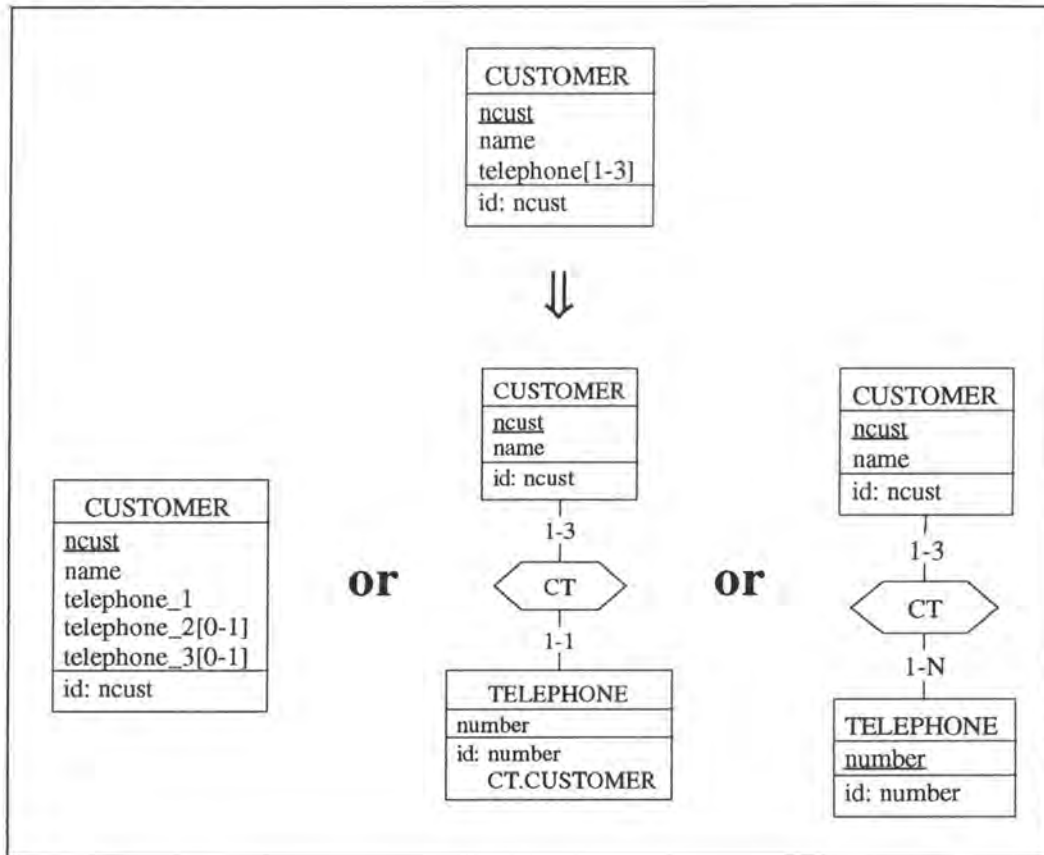 CUSTOMER
ncust
name
telephone[1-3]
id: ncust
⇓
CUSTOMER
ncust
name
telephone_1
telephone_2[0-1]
telephone_3[0-1]
id: ncust
or
CUSTOMER
ncust
name
id: ncust
1-3
CT
1-1
TELEPHONE
number
id: number
CT.CUSTOMER
or
CUSTOMER
ncust
name
id: ncust
1-3
CT
1-N
TELEPHONE
number
id: number